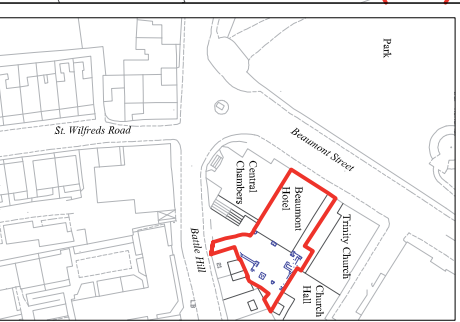 Park
St. Wilfreds Road
Beaumont Street
Central
Chambers
Beaumont
Hotel
Trinity Church
Battle Hill
Church
Hall